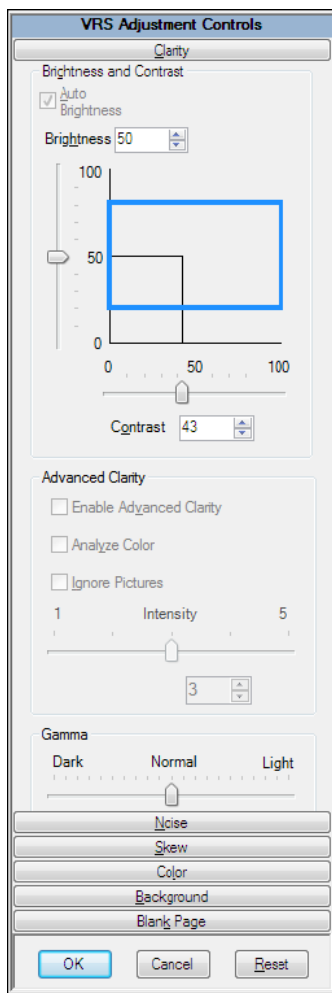 VRS Adjustment Controls
Clarity
Brightness and Contrast
Auto
Brightness
Brightness 50
100
50
0
0 50 100
Contrast 43
Advanced Clarity
Enable Advanced Clarity
Analyze Color
Ignore Pictures
1 Intensity 5
3
Gamma
Dark Normal Light
Noise
Skew
Color
Background
Blank Page
OK Cancel Reset